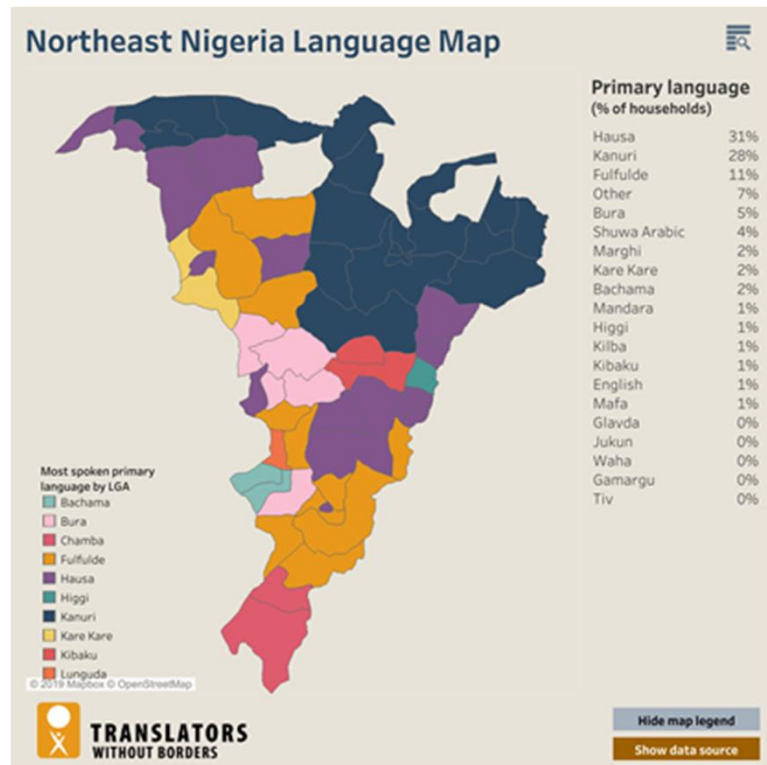 Northeast Nigeria Language Map
Primary language
(% of households)
Hausa 31%
Kanuri 28%
Fulfulde 11%
Other 7%
Bura 5%
Shuwa Arabic 4%
Marghi 2%
Kare Kare 2%
Bachama 2%
Mandara 1%
Higgi 1%
Kilba 1%
Kibaku 1%
English 1%
Mafa 1%
Glavda 0%
Jukun 0%
Waha 0%
Gamargu 0%
Tiv 0%
Most spoken primary
language by LGA
Bachama
Bura
Chamba
Fulfulde
Hausa
Higgi
Kanuri
Kare Kare
Kibaku
Lunguda
© 2019 Mapbox © OpenStreetMap
TRANSLATORS
WITHOUT BORDERS
Hide map legend
Show data source